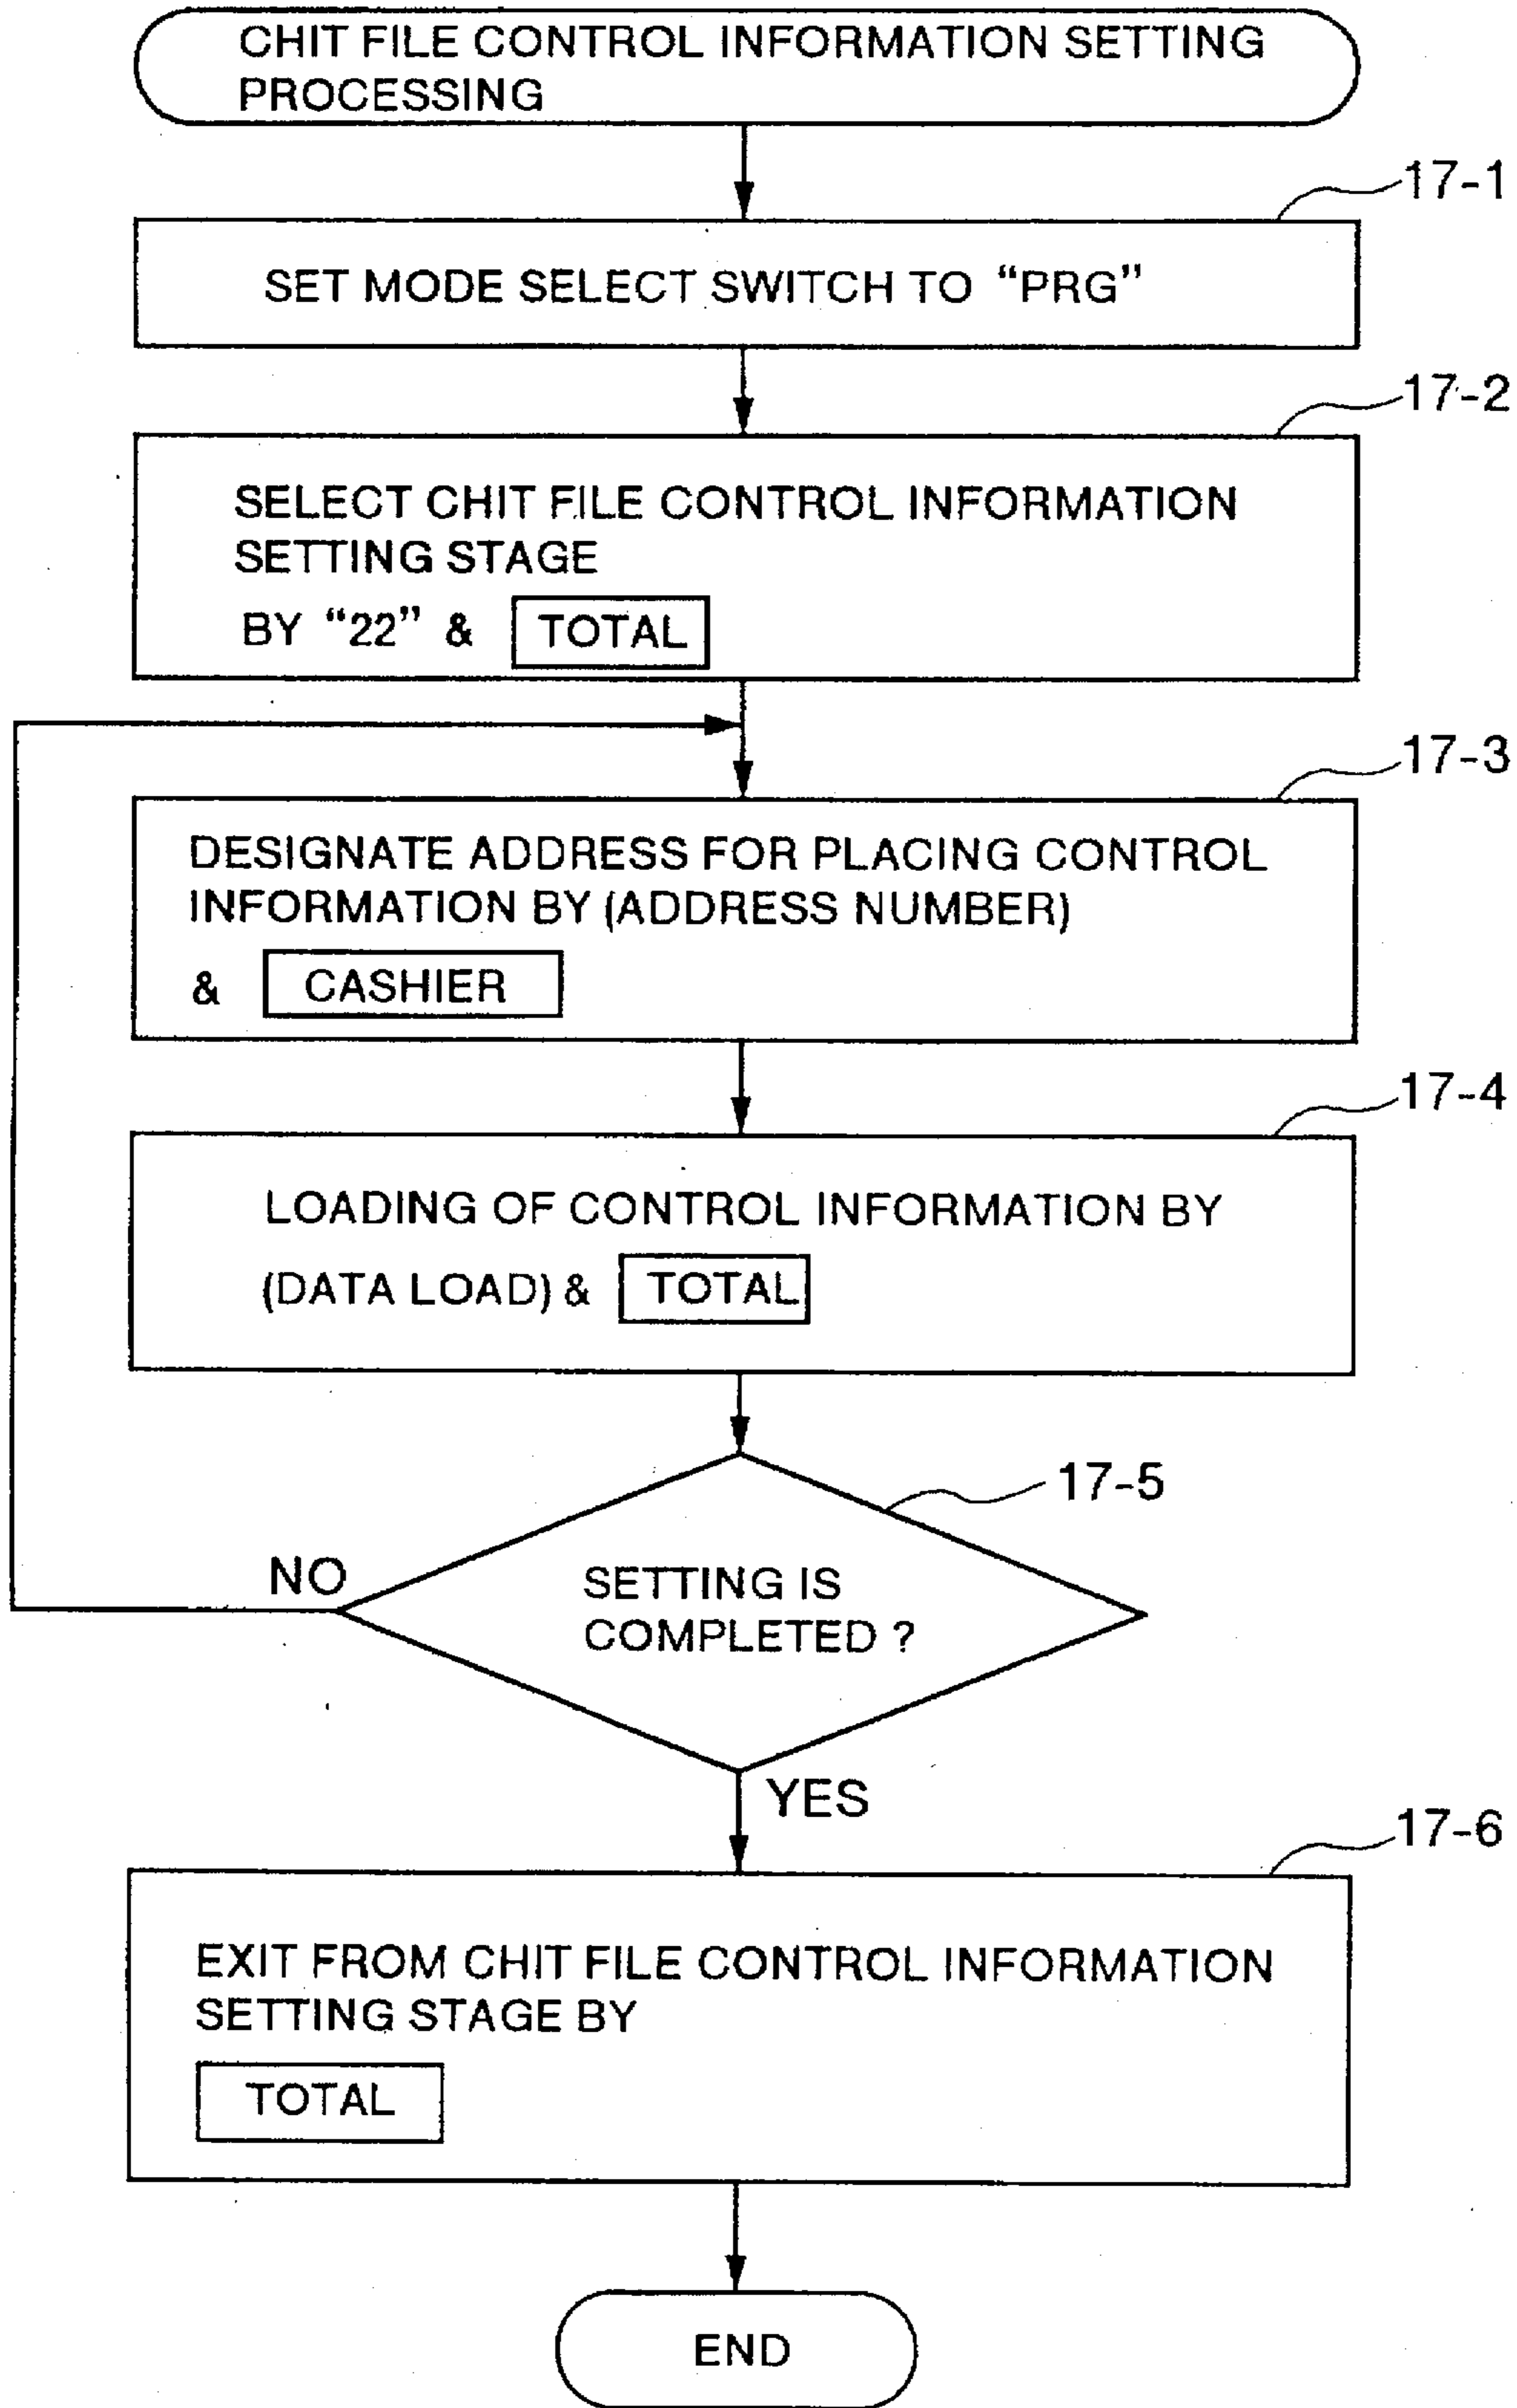 CHIT FILE CONTROL INFORMATION SETTING
PROCESSING
17-1
SET MODE SELECT SWITCH TO “PRG”
17-2
SELECT CHIT FILE CONTROL INFORMATION
SETTING STAGE
BY “22” & TOTAL
17-3
DESIGNATE ADDRESS FOR PLACING CONTROL
INFORMATION BY (ADDRESS NUMBER)
& CASHIER
17-4
LOADING OF CONTROL INFORMATION BY
(DATA LOAD) & TOTAL
17-5
SETTING IS
COMPLETED ?
NO
YES
17-6
EXIT FROM CHIT FILE CONTROL INFORMATION
SETTING STAGE BY
TOTAL
END